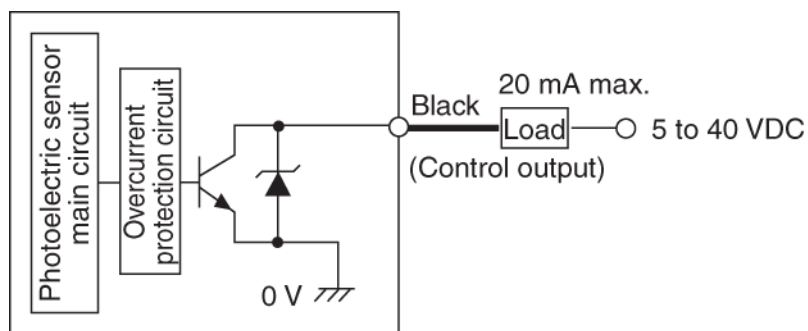 Photoelectric sensor
main circuit
Overcurrent
protection circuit
0 V
Black
(Control output)
20 mA max.
Load
5 to 40 VDC